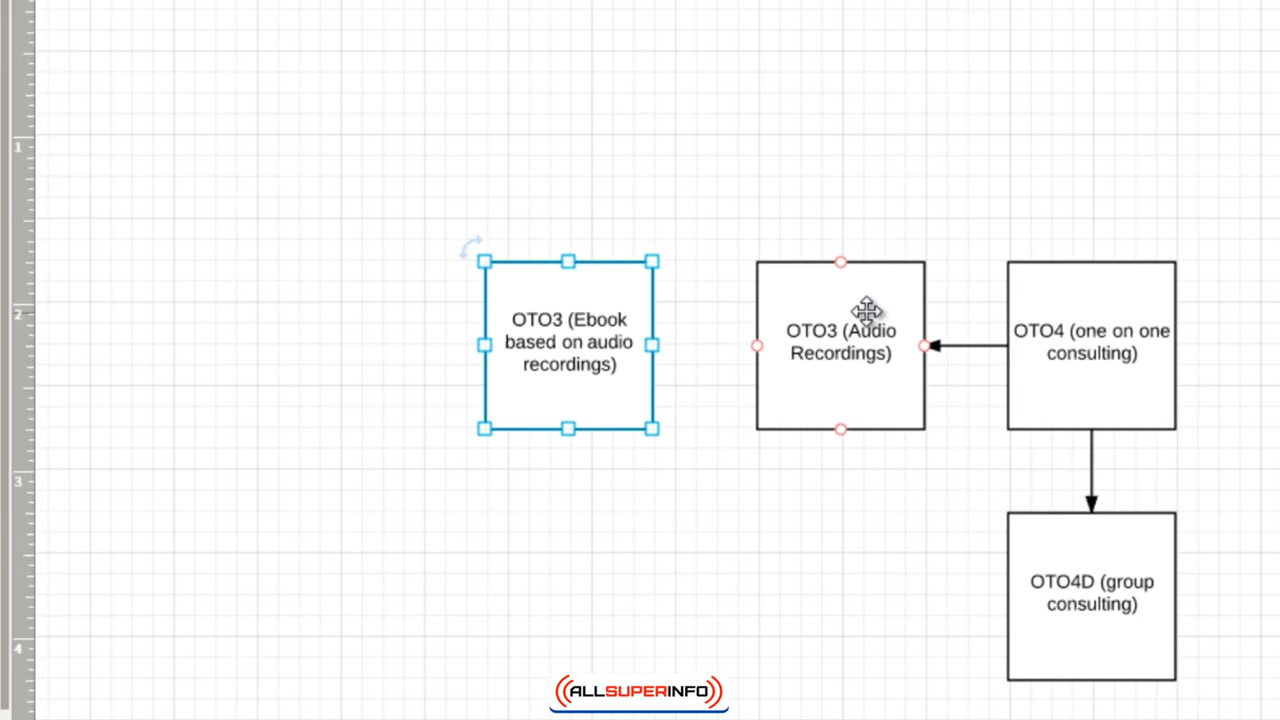 1
2
OTO3 (Ebook
based on audio
recordings)
OTO3 (Audio
Recordings)
OTO4 (one on one
consulting)
3
OTO4D (group
consulting)
4
ALLSUPERINFO